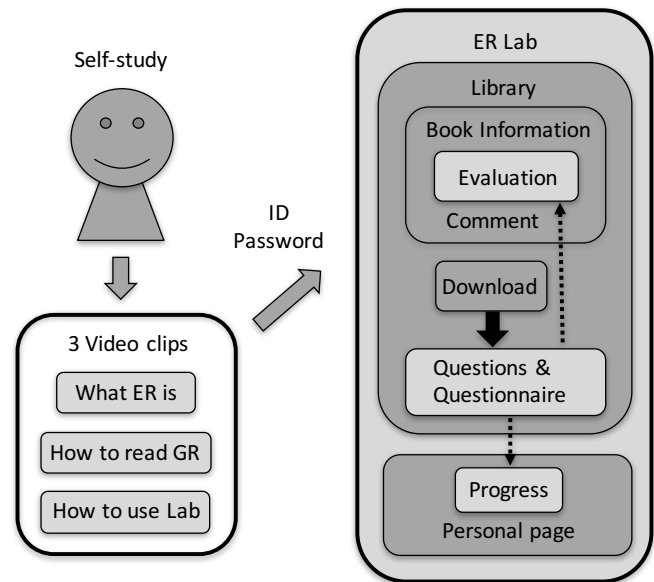 Self-study
3 Video clips
What ER is
How to read GR
How to use Lab
ID
Password
ER Lab
Library
Book Information
Evaluation
Comment
Download
Questions &
Questionnaire
Progress
Personal page